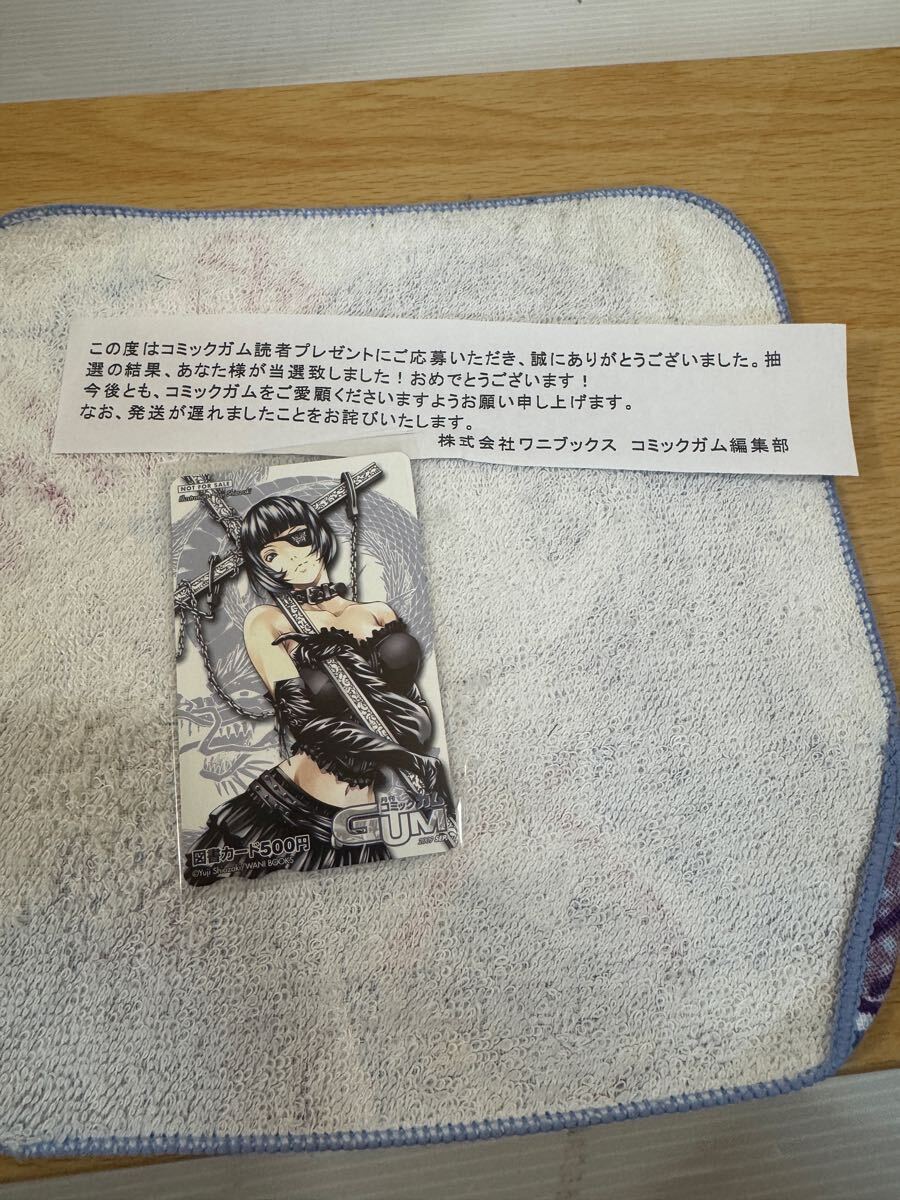 この度はコミックガム読者プレゼントにご応募いただき、誠にありがとうございました。抽
選の結果、あなた様が当選致しました！おめでとうございます！
今後とも、コミックガムをご愛顧くださいますようお願い申し上げます。
なお、発送が遅れましたことをお詫びいたします。
株式会社ワニブックス コミックガム編集部
NOT FOR SALE
月刊
コミックガム
GUM
図書カード500円
©Yuji Shiozaki/WANI BOOKS